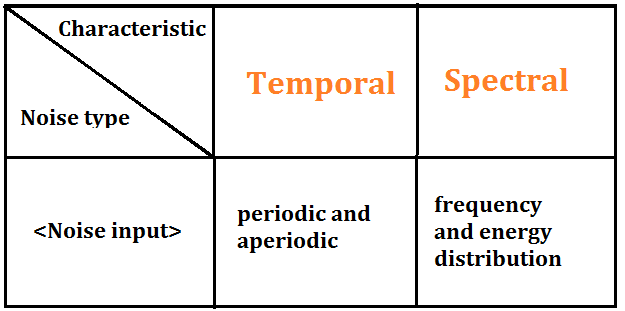 Characteristic
Noise type
Temporal
Spectral
<Noise input>
periodic and
aperiodic
frequency
and energy
distribution